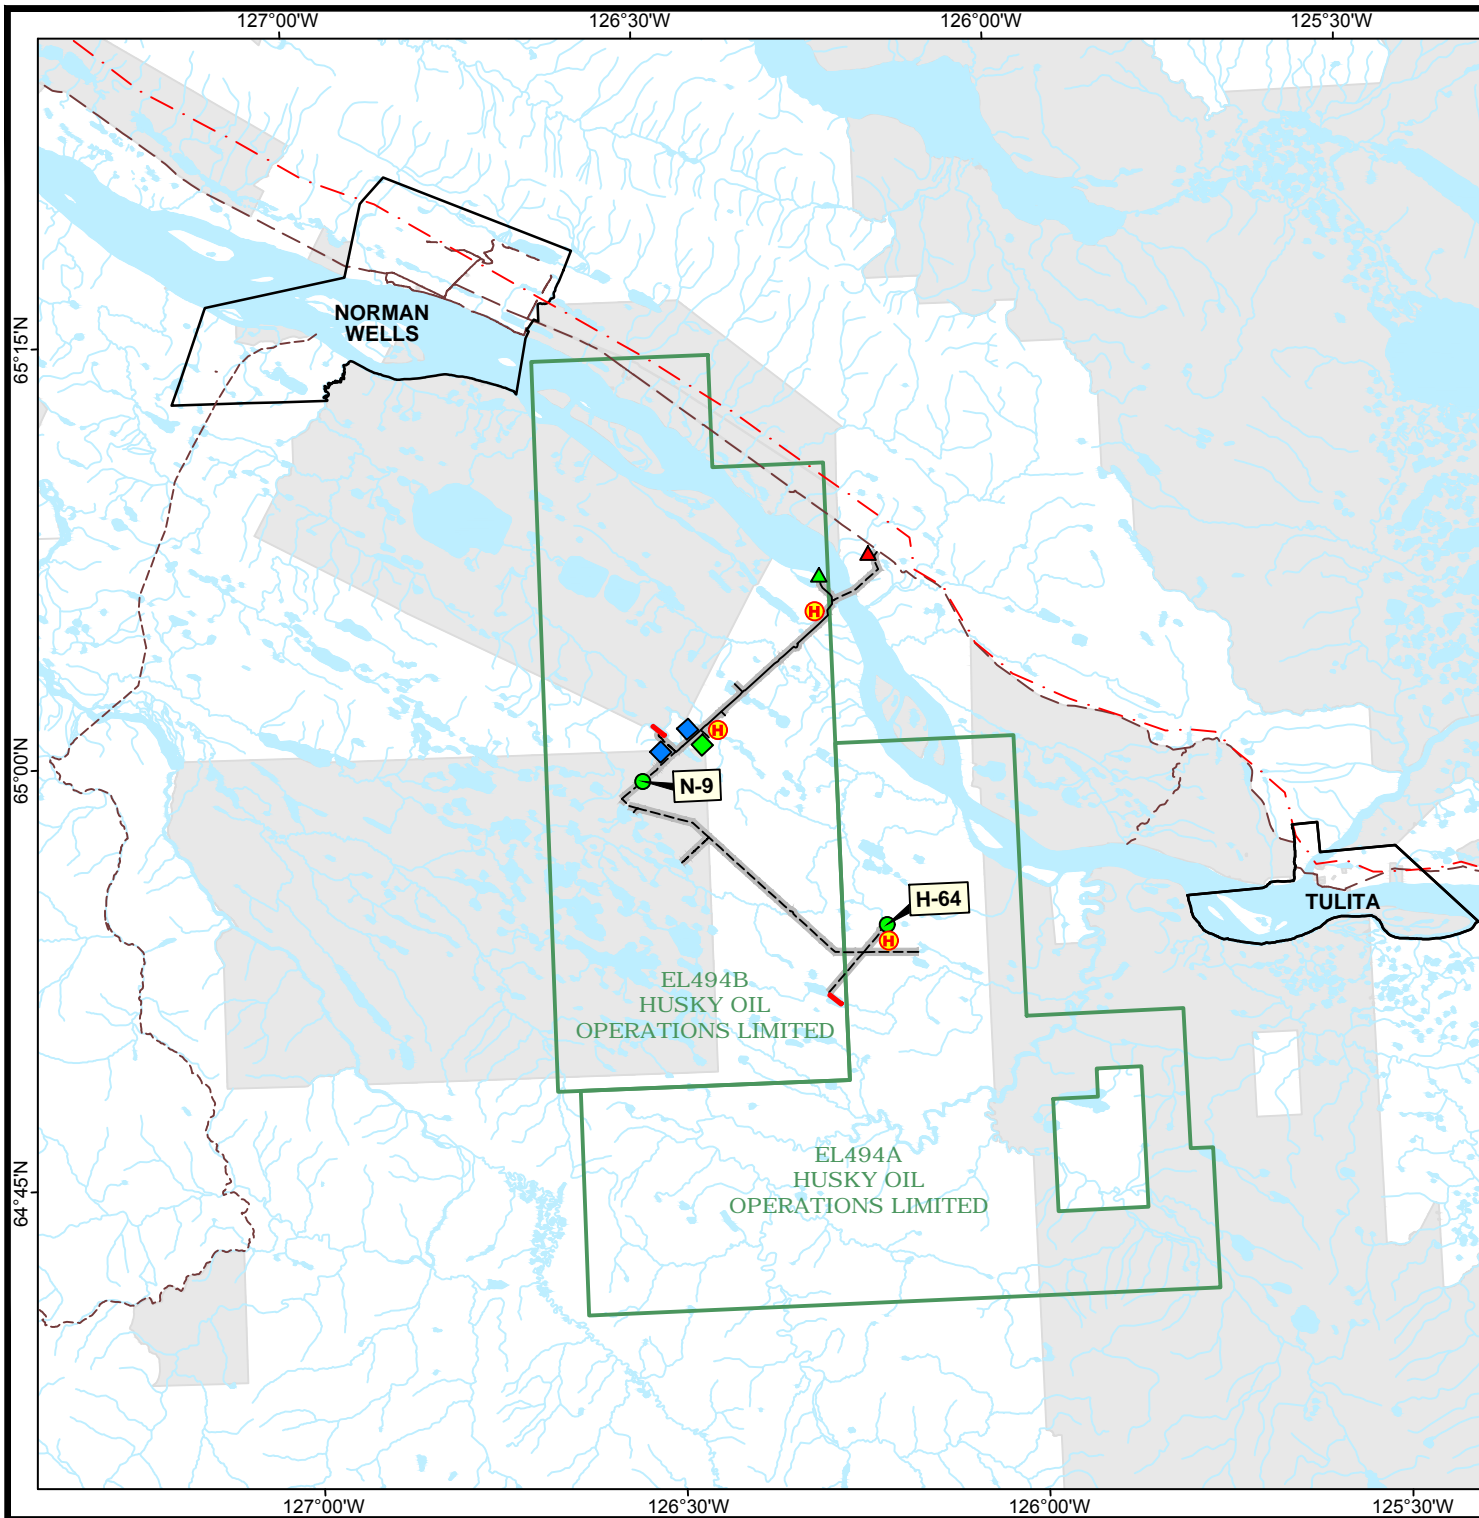 127°00'W
126°30'W
126°00'W
125°30'W
65°15'N
65°00'N
64°45'N
NORMAN
WELLS
H
H
N-9
H-64
H
TULITA
EL494B
HUSKY OIL
OPERATIONS LIMITED
EL494A
HUSKY OIL
OPERATIONS LIMITED
127°00'W
126°30'W
126°00'W
125°30'W